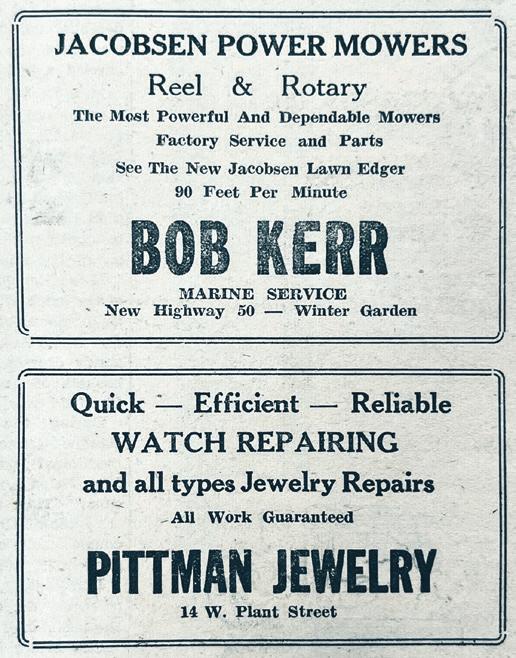 JACOBSEN POWER MOWERS
Reel & Rotary
The Most Powerful And Dependable Mowers
Factory Service and Parts
See The New Jacobsen Lawn Edger
90 Feet Per Minute
BOB KERR
MARINE SERVICE
New Highway 50 — Winter Garden
Quick — Efficient — Reliable
WATCH REPAIRING
and all types Jewelry Repairs
All Work Guaranteed
PITTMAN JEWELRY
14 W. Plant Street